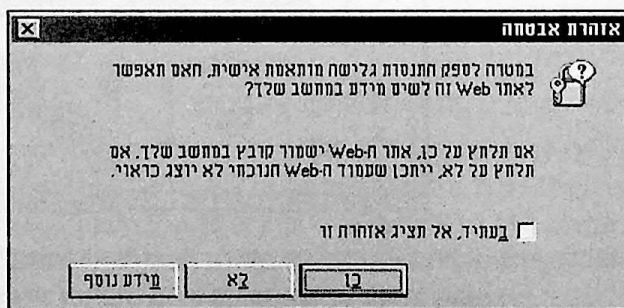 אזהרת אבטחה
במטרה לספק התנסות גלישה מותאמת אישית, האם תאפשר
לאתר Web זה לשים מידע במחשב שלך?
אם תלחץ על כן, אתר ה-Web ישמור קובץ במחשב שלך. אם
תלחץ על לא, ייתכן שעמוד ה-Web הנוכחי לא יוצג כראוי.
בעתיד, אל תציג אזהרת זו
כן
לא
מידע נוסף